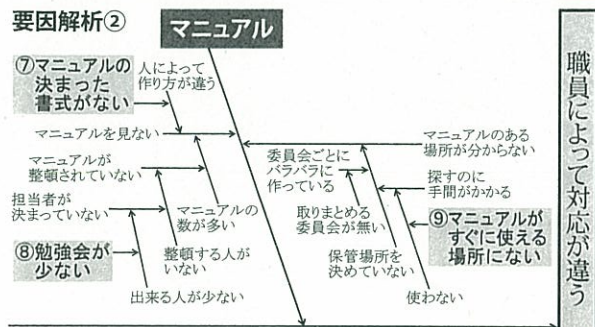 要因解析②
マニュアル
⑦マニュアルの
決まった
書式がない
人によって
作り方が違う
マニュアルを見ない
マニュアルが
整頓されていない
担当者が
決まっていない
マニュアルの
数が多い
⑧勉強会が
少ない
整頓する人が
いない
出来る人が少ない
マニュアルのある
場所が分からない
委員会ごとに
バラバラに
作っている
探すのに
手間がかかる
取りまとめる
委員会が無い
⑨マニュアルが
すぐに使える
場所にない
保管場所を
決めていない
使わない
職員によって対応が違う